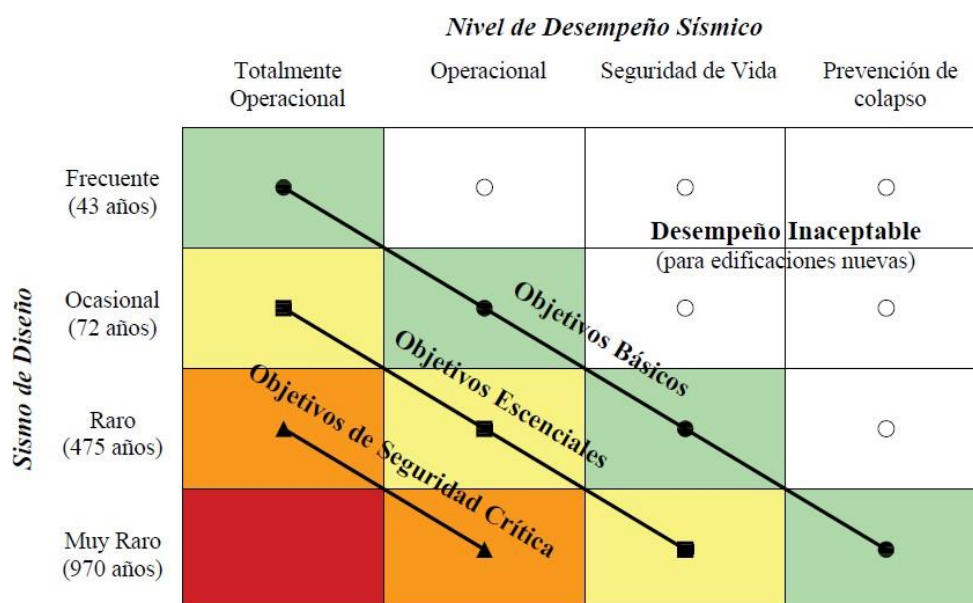 Nivel de Desempeño Sísmico
Totalmente
Operacional
Operacional
Seguridad de Vida
Prevención de
colapso
Sismo de Diseño
Frecuente
(43 años)
Desempeño Inaceptable
(para edificaciones nuevas)
Ocasional
(72 años)
Objetivos Básicos
Objetivos Escenciales
Objetivos de Seguridad Crítica
Raro
(475 años)
Muy Raro
(970 años)